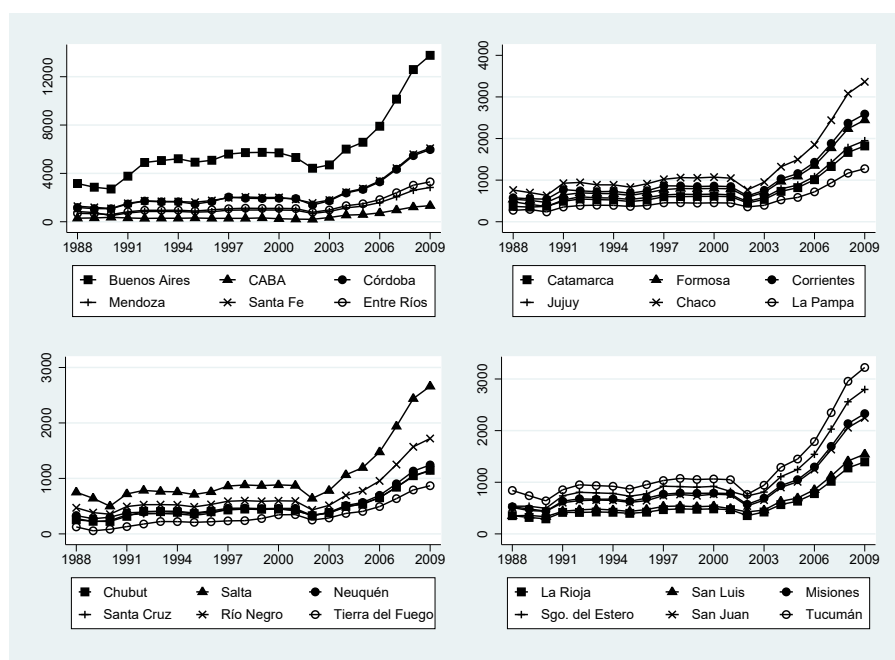 0 4000 8000 12000
1988 1991 1994 1997 2000 2003 2006 2009
Buenos Aires CABA Córdoba
Mendoza Santa Fe Entre Ríos
0 1000 2000 3000 4000
1988 1991 1994 1997 2000 2003 2006 2009
Catamarca Formosa Corrientes
Jujuy Chaco La Pampa
0 1000 2000 3000
1988 1991 1994 1997 2000 2003 2006 2009
Chubut Salta Neuquén
Santa Cruz Río Negro Tierra del Fuego
0 1000 2000 3000
1988 1991 1994 1997 2000 2003 2006 2009
La Rioja San Luis Misiones
Sgo. del Estero San Juan Tucumán